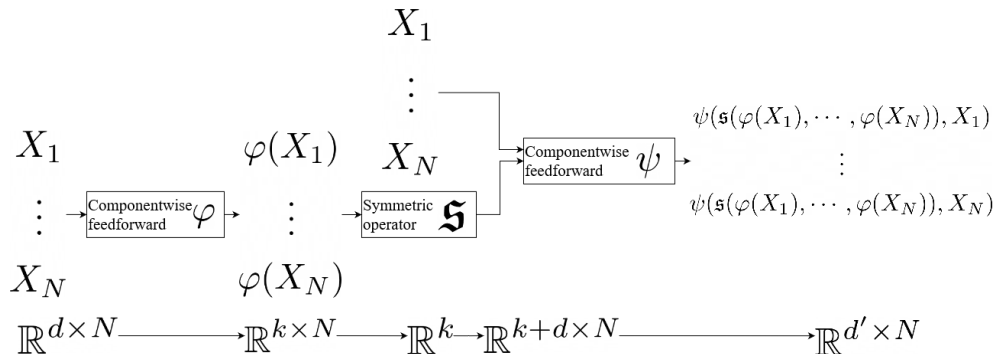 X_1
⋮
X_N
Componentwise feedforward φ
φ(X_1)
⋮
φ(X_N)
Symmetric operator 𝔰
X_1
⋮
X_N
Componentwise feedforward ψ
ψ(𝔰(φ(X_1), ⋯ , φ(X_N)), X_1)
⋮
ψ(𝔰(φ(X_1), ⋯ , φ(X_N)), X_N)
ℝ^{d×N} → ℝ^{k×N} → ℝ^k → ℝ^{k+d×N} → ℝ^{d′×N}